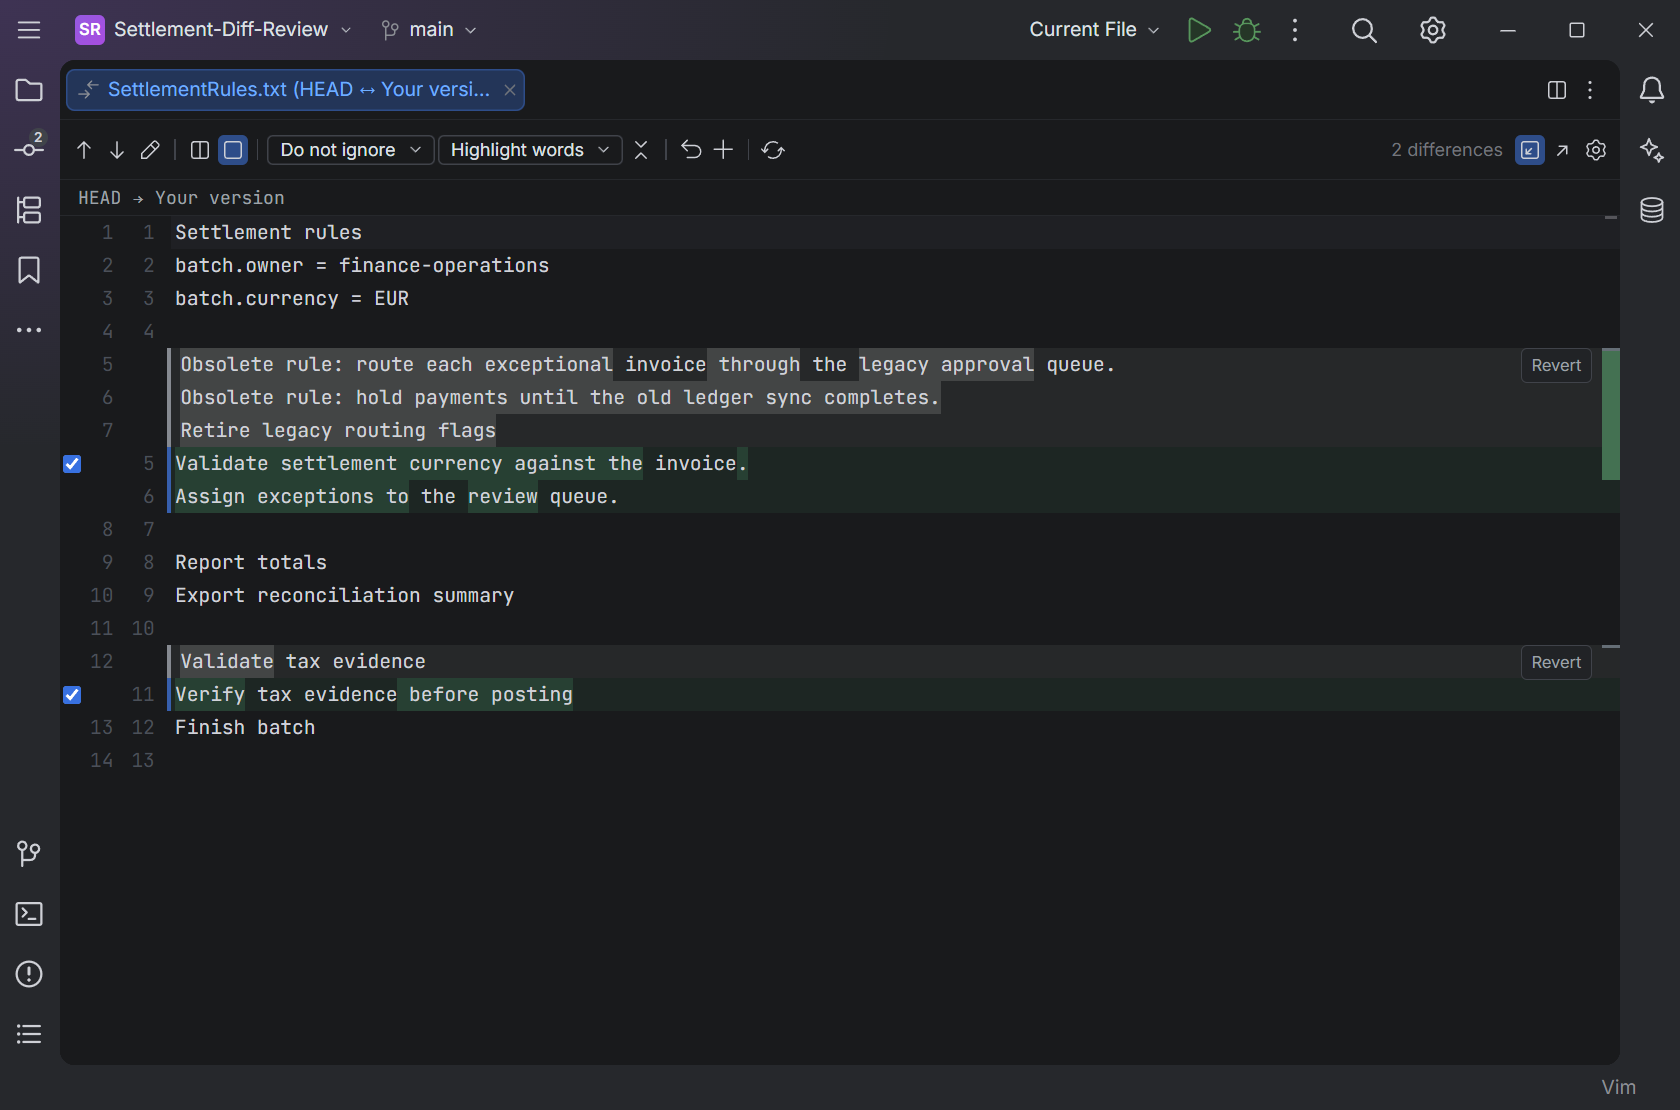 SR Settlement-Diff-Review main Current File
SettlementRules.txt (HEAD ↔ Your versi...
2
Do not ignore Highlight words 2 differences
HEAD → Your version
1 1 Settlement rules
2 2 batch.owner = finance-operations
3 3 batch.currency = EUR
4 4
5 Obsolete rule: route each exceptional invoice through the legacy approval queue. Revert
6 Obsolete rule: hold payments until the old ledger sync completes.
7 Retire legacy routing flags
5 Validate settlement currency against the invoice.
6 Assign exceptions to the review queue.
8 7
9 8 Report totals
10 9 Export reconciliation summary
11 10
12 Validate tax evidence Revert
11 Verify tax evidence before posting
13 12 Finish batch
14 13
Vim